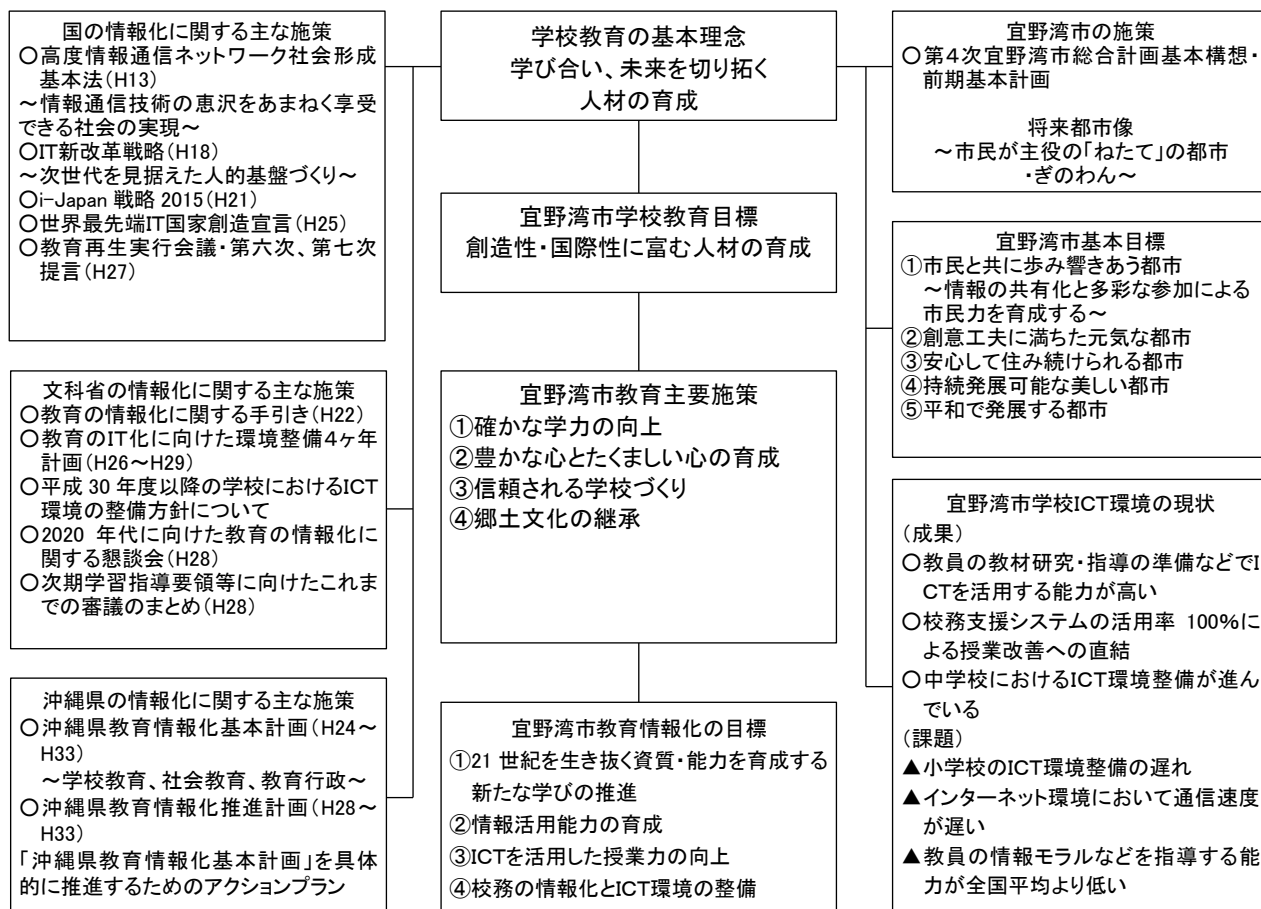 国の情報化に関する主な施策
○高度情報通信ネットワーク社会形成
基本法(H13)
～情報通信技術の恵沢をあまねく享受
できる社会の実現～
○IT新改革戦略(H18)
～次世代を見据えた人的基盤づくり～
○i-Japan 戦略 2015(H21)
○世界最先端IT国家創造宣言(H25)
○教育再生実行会議・第六次、第七次
提言(H27)
文科省の情報化に関する主な施策
○教育の情報化に関する手引き(H22)
○教育のIT化に向けた環境整備4ヶ年
計画(H26～H29)
○平成 30 年度以降の学校におけるICT
環境の整備方針について
○2020 年代に向けた教育の情報化に
関する懇談会(H28)
○次期学習指導要領等に向けたこれま
での審議のまとめ(H28)
沖縄県の情報化に関する主な施策
○沖縄県教育情報化基本計画(H24～
H33)
～学校教育、社会教育、教育行政～
○沖縄県教育情報化推進計画(H28～
H33)
「沖縄県教育情報化基本計画」を具体
的に推進するためのアクションプラン
学校教育の基本理念
学び合い、未来を切り拓く
人材の育成
宜野湾市学校教育目標
創造性・国際性に富む人材の育成
宜野湾市教育主要施策
①確かな学力の向上
②豊かな心とたくましい心の育成
③信頼される学校づくり
④郷土文化の継承
宜野湾市教育情報化の目標
①21 世紀を生き抜く資質・能力を育成する
新たな学びの推進
②情報活用能力の育成
③ICTを活用した授業力の向上
④校務の情報化とICT環境の整備
宜野湾市の施策
○第4次宜野湾市総合計画基本構想・
前期基本計画
将来都市像
～市民が主役の「ねたて」の都市
・ぎのわん～
宜野湾市基本目標
①市民と共に歩み響きあう都市
～情報の共有化と多彩な参加による
市民力を育成する～
②創意工夫に満ちた元気な都市
③安心して住み続けられる都市
④持続発展可能な美しい都市
⑤平和で発展する都市
宜野湾市学校ICT環境の現状
(成果)
○教員の教材研究・指導の準備などでI
CTを活用する能力が高い
○校務支援システムの活用率 100%に
よる授業改善への直結
○中学校におけるICT環境整備が進ん
でいる
(課題)
▲小学校のICT環境整備の遅れ
▲インターネット環境において通信速度
が遅い
▲教員の情報モラルなどを指導する能
力が全国平均より低い